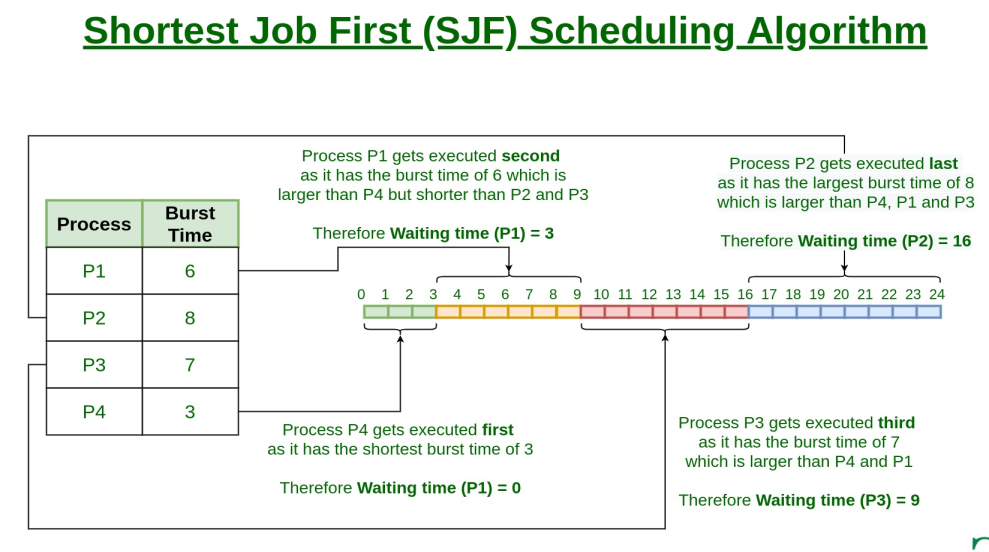 Shortest Job First (SJF) Scheduling Algorithm
Process P1 gets executed second
as it has the burst time of 6 which is
larger than P4 but shorter than P2 and P3
Therefore Waiting time (P1) = 3
Process P2 gets executed last
as it has the largest burst time of 8
which is larger than P4, P1 and P3
Therefore Waiting time (P2) = 16
Process Burst Time
P1 6
P2 8
P3 7
P4 3
0 1 2 3 4 5 6 7 8 9 10 11 12 13 14 15 16 17 18 19 20 21 22 23 24
Process P4 gets executed first
as it has the shortest burst time of 3
Therefore Waiting time (P1) = 0
Process P3 gets executed third
as it has the burst time of 7
which is larger than P4 and P1
Therefore Waiting time (P3) = 9